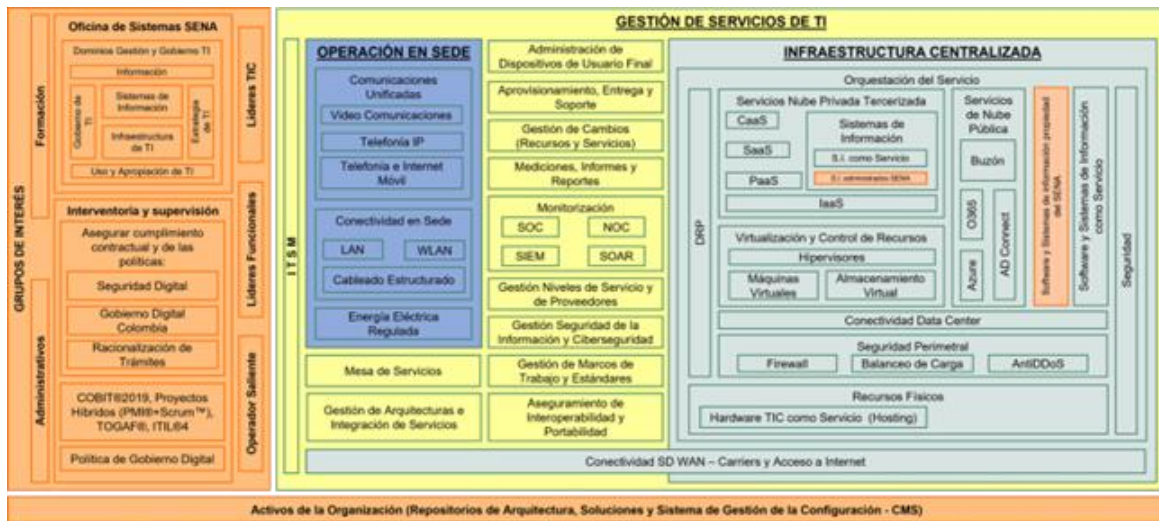 GRUPOS DE INTERÉS
Formación
Administrativos
Oficina de Sistemas SENA
Dominios Gestión y Gobierno TI
Información
Gobierno de
TI
Sistemas de
Información
Infraestructura
de TI
Estrategia
de TI
Uso y Apropiación de TI
Interventoría y supervisión
Asegurar cumplimiento
contractual y de las
políticas:
Seguridad Digital
Gobierno Digital
Colombia
Racionalización de
Trámites
COBIT®2019, Proyectos
Híbridos (PMI®+Scrum™),
TOGAF®, ITIL®4
Política de Gobierno Digital
Lideres TIC
Lideres Funcionales
Operador Saliente
GESTIÓN DE SERVICIOS DE TI
I T S M
OPERACIÓN EN SEDE
Comunicaciones
Unificadas
Video Comunicaciones
Telefonía IP
Telefonía e Internet
Móvil
Conectividad en Sede
LAN
WLAN
Cableado Estructurado
Energía Eléctrica
Regulada
Mesa de Servicios
Gestión de Arquitecturas e
Integración de Servicios
Administración de
Dispositivos de Usuario Final
Aprovisionamiento, Entrega y
Soporte
Gestión de Cambios
(Recursos y Servicios)
Mediciones, Informes y
Reportes
Monitorización
SOC
NOC
SIEM
SOAR
Gestión Niveles de Servicio y
de Proveedores
Gestión Seguridad de la
Información y Ciberseguridad
Gestión de Marcos de
Trabajo y Estándares
Aseguramiento de
Interoperabilidad y
Portabilidad
INFRAESTRUCTURA CENTRALIZADA
Orquestación del Servicio
DRP
Servicios Nube Privada Tercerizada
CaaS
SaaS
PaaS
Sistemas de
Información
S.I. como Servicio
S.I. administrados SENA
IaaS
Virtualización y Control de Recursos
Hipervisores
Máquinas
Virtuales
Almacenamiento
Virtual
Servicios
de Nube
Pública
Buzón
O365
Azure
AD Connect
Software y Sistemas de información propiedad
del SENA
Software y Sistemas de Información
como Servicio
Seguridad
Conectividad Data Center
Seguridad Perimetral
Firewall
Balanceo de Carga
AntiDDoS
Recursos Físicos
Hardware TIC como Servicio (Hosting)
Conectividad SD WAN – Carriers y Acceso a Internet
Activos de la Organización (Repositorios de Arquitectura, Soluciones y Sistema de Gestión de la Configuración - CMS)